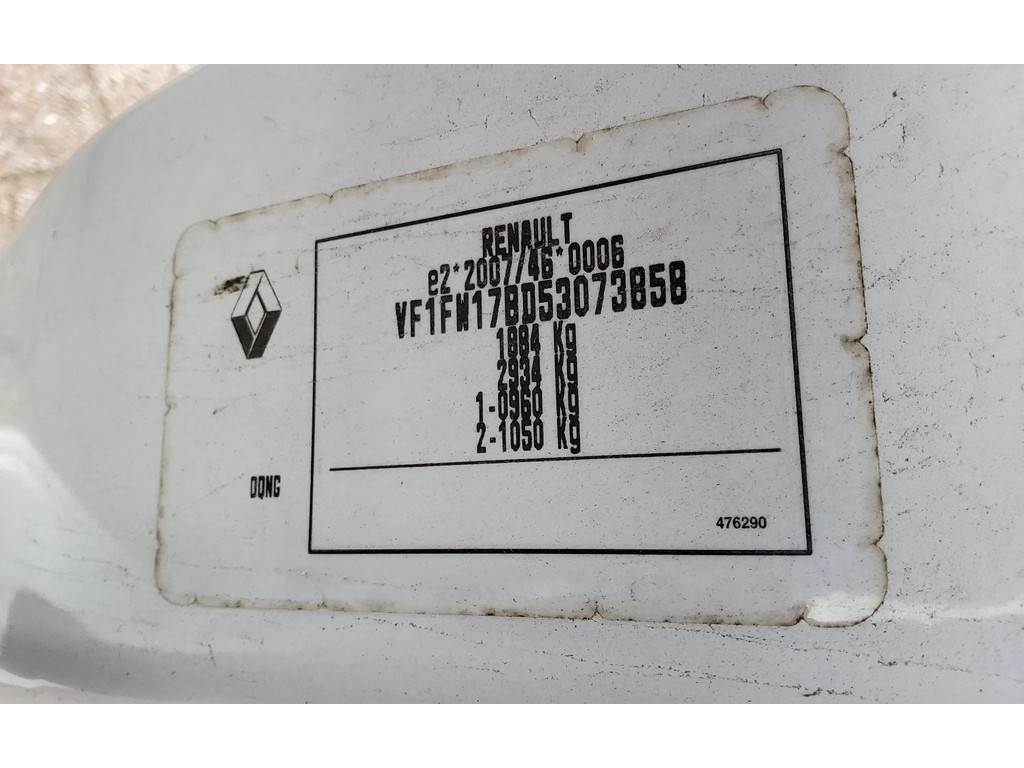 RENAULT
e2*2007/46*0006
VF1FW17BD53073858
1884 Kg
2934 Kg
1-0960 Kg
2-1050 Kg
DQNG
476290